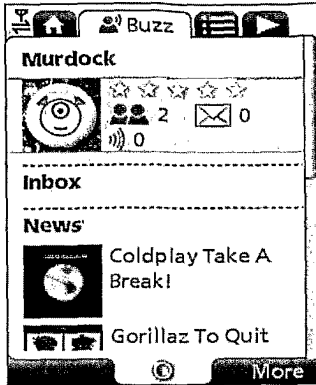 Buzz
Murdock
2 0
0
Inbox
News
Coldplay Take A
Break!
Gorillaz To Quit
More